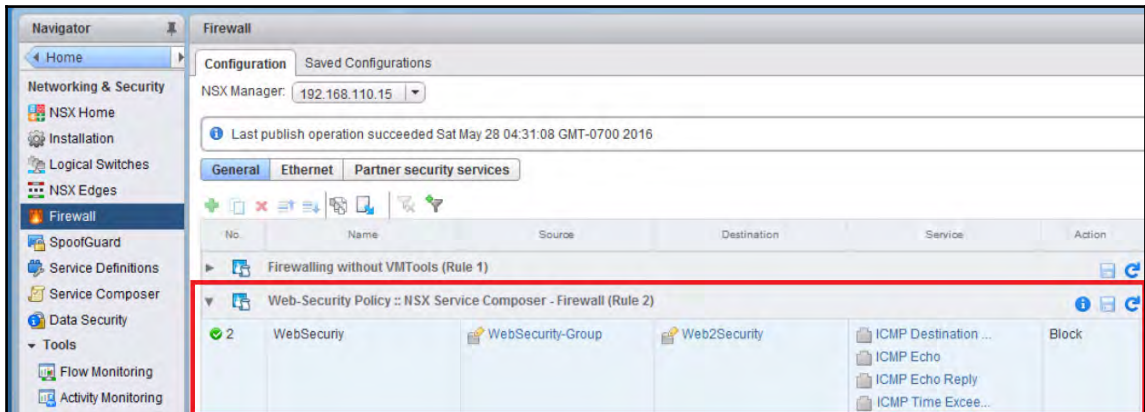 Navigator
Home
Networking & Security
NSX Home
Installation
Logical Switches
NSX Edges
Firewall
SpoofGuard
Service Definitions
Service Composer
Data Security
Tools
Flow Monitoring
Activity Monitoring
Firewall
Configuration Saved Configurations
NSX Manager: 192.168.110.15
Last publish operation succeeded Sat May 28 04:31:08 GMT-0700 2016
General Ethernet Partner security services
No. Name Source Destination Service Action
Firewalling without VMTools (Rule 1)
Web-Security Policy :: NSX Service Composer - Firewall (Rule 2)
2 WebSecuriy WebSecurity-Group Web2Security ICMP Destination ... Block
ICMP Echo
ICMP Echo Reply
ICMP Time Excee...